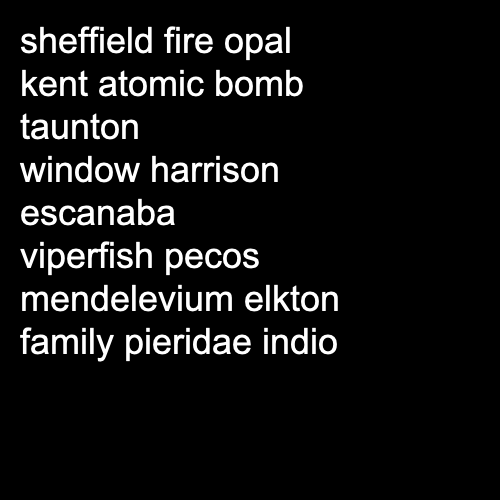 sheffield fire opal
kent atomic bomb
taunton
window harrison
escanaba
viperfish pecos
mendelevium elkton
family pieridae indio